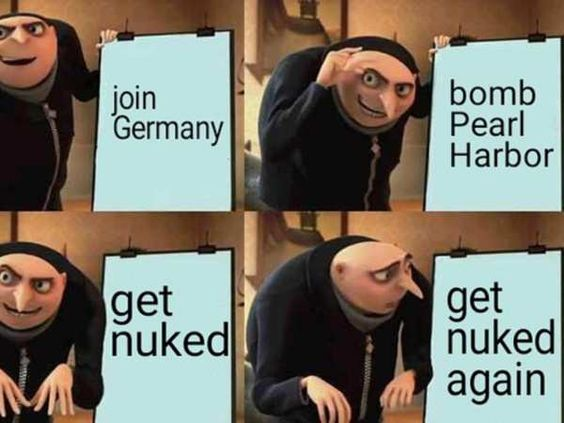 join
Germany
bomb
Pearl
Harbor
get
nuked
get
nuked
again